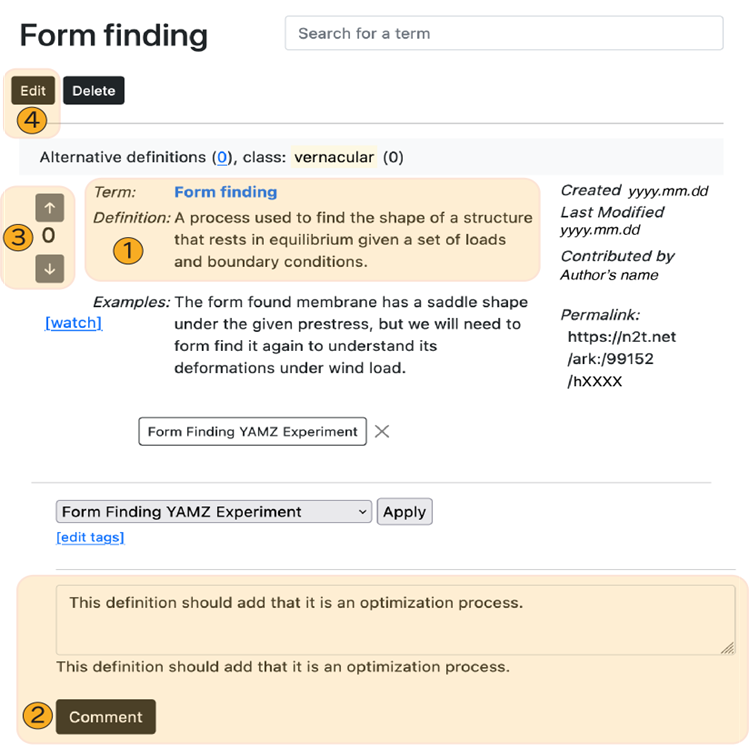 Form finding
Search for a term
Edit Delete
4
Alternative definitions (0), class: vernacular (0)
Term: Form finding
Definition: A process used to find the shape of a structure
that rests in equilibrium given a set of loads
and boundary conditions.
1
3
0
Created yyyy.mm.dd
Last Modified
yyyy.mm.dd
Contributed by
Author's name
Permalink:
https://n2t.net
/ark:/99152
/hXXXX
Examples: The form found membrane has a saddle shape
under the given prestress, but we will need to
form find it again to understand its
deformations under wind load.
[watch]
Form Finding YAMZ Experiment
Form Finding YAMZ Experiment Apply
[edit tags]
This definition should add that it is an optimization process.
This definition should add that it is an optimization process.
2 Comment